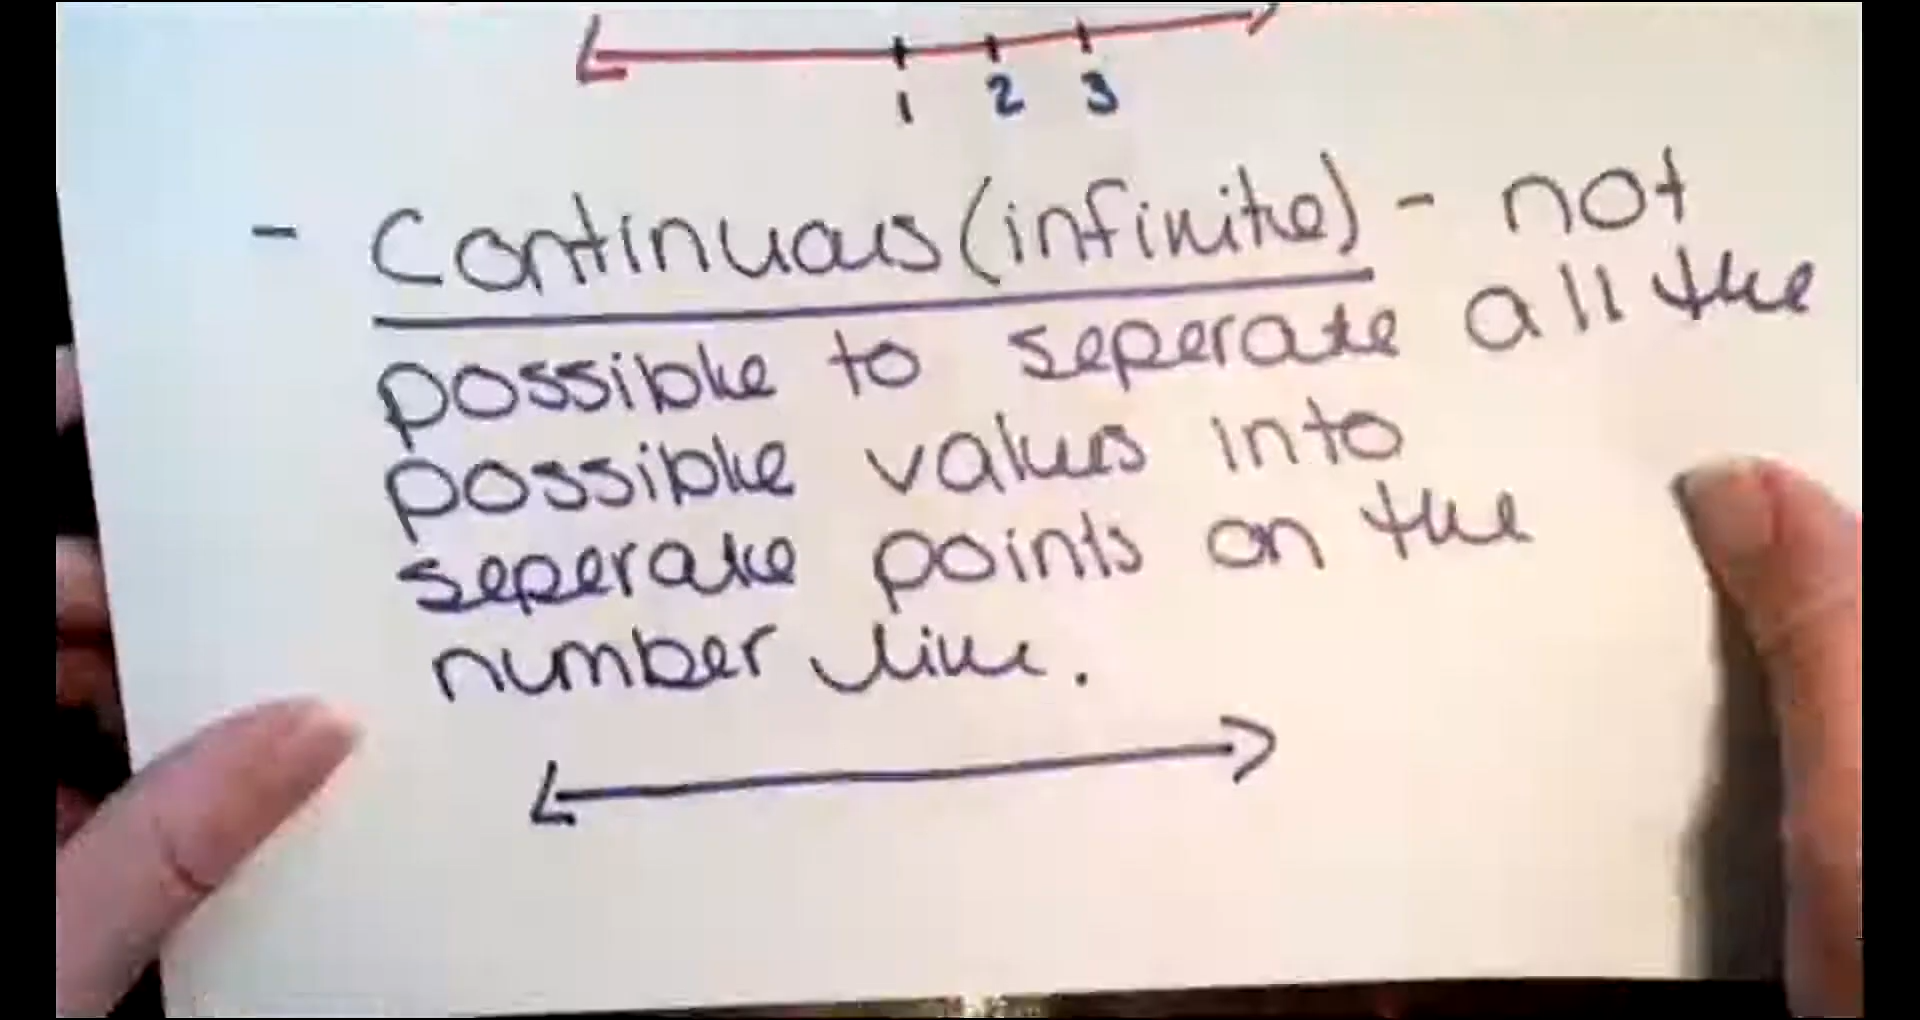 1 2 3
- Continuous (infinite) - not
possible to seperate all the
possible values into
seperate points on the
number line.